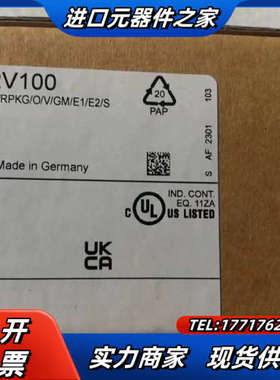 进口元器件之家
V100
/RPKG/O/V/GM/E1/E2/S
20
PAP
S AF 2301 103
Made in Germany
C UL US LISTED
IND. CONT.
EQ. 11ZA
UK
CA
开
票
TEL:1771762
实力商家 现货